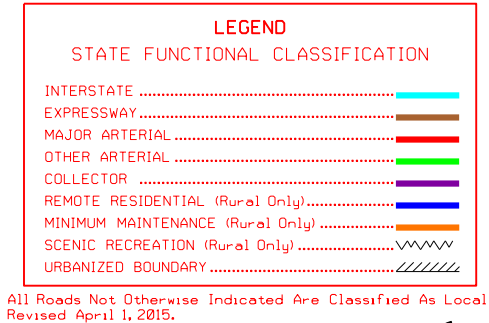 LEGEND
STATE FUNCTIONAL CLASSIFICATION
INTERSTATE
EXPRESSWAY
MAJOR ARTERIAL
OTHER ARTERIAL
COLLECTOR
REMOTE RESIDENTIAL (Rural Only)
MINIMUM MAINTENANCE (Rural Only)
SCENIC RECREATION (Rural Only)
URBANIZED BOUNDARY
All Roads Not Otherwise Indicated Are Classified As Local
Revised April 1, 2015.